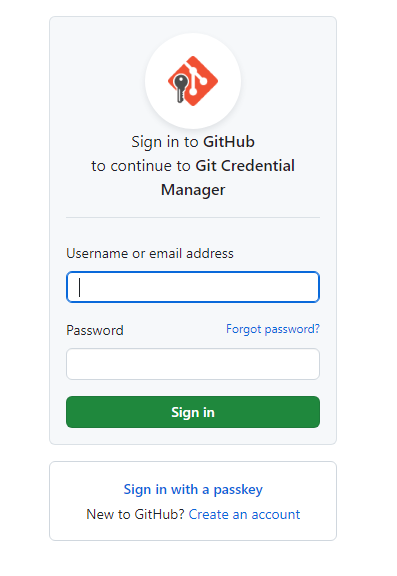 Sign in to GitHub
to continue to Git Credential
Manager
Username or email address
Password
Forgot password?
Sign in
Sign in with a passkey
New to GitHub? Create an account